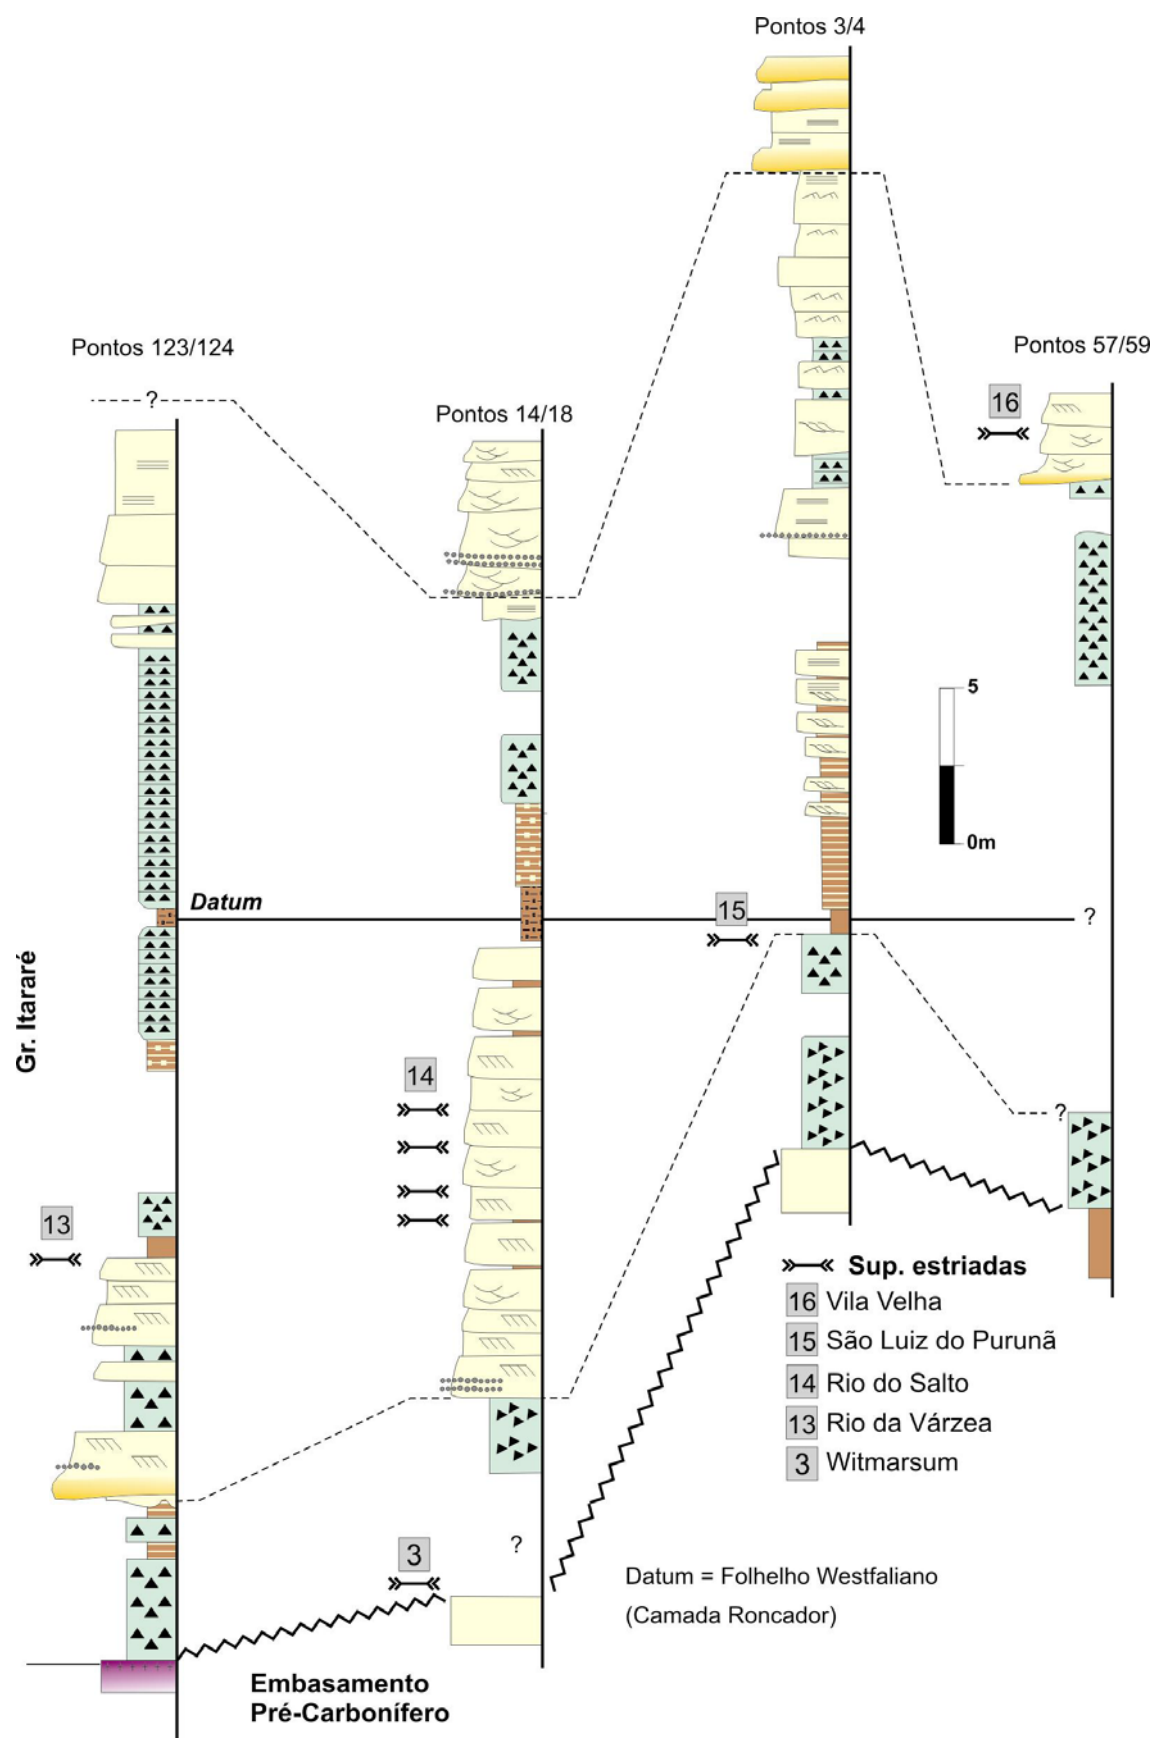 Pontos 3/4
Pontos 123/124
Pontos 57/59
?
16
Pontos 14/18
5
0m
Datum
15
?
Gr. Itararé
14
?
13
Sup. estriadas
16 Vila Velha
15 São Luiz do Purunã
14 Rio do Salto
13 Rio da Várzea
3 Witmarsum
?
3
Datum = Folhelho Westfaliano
(Camada Roncador)
Embasamento
Pré-Carbonífero